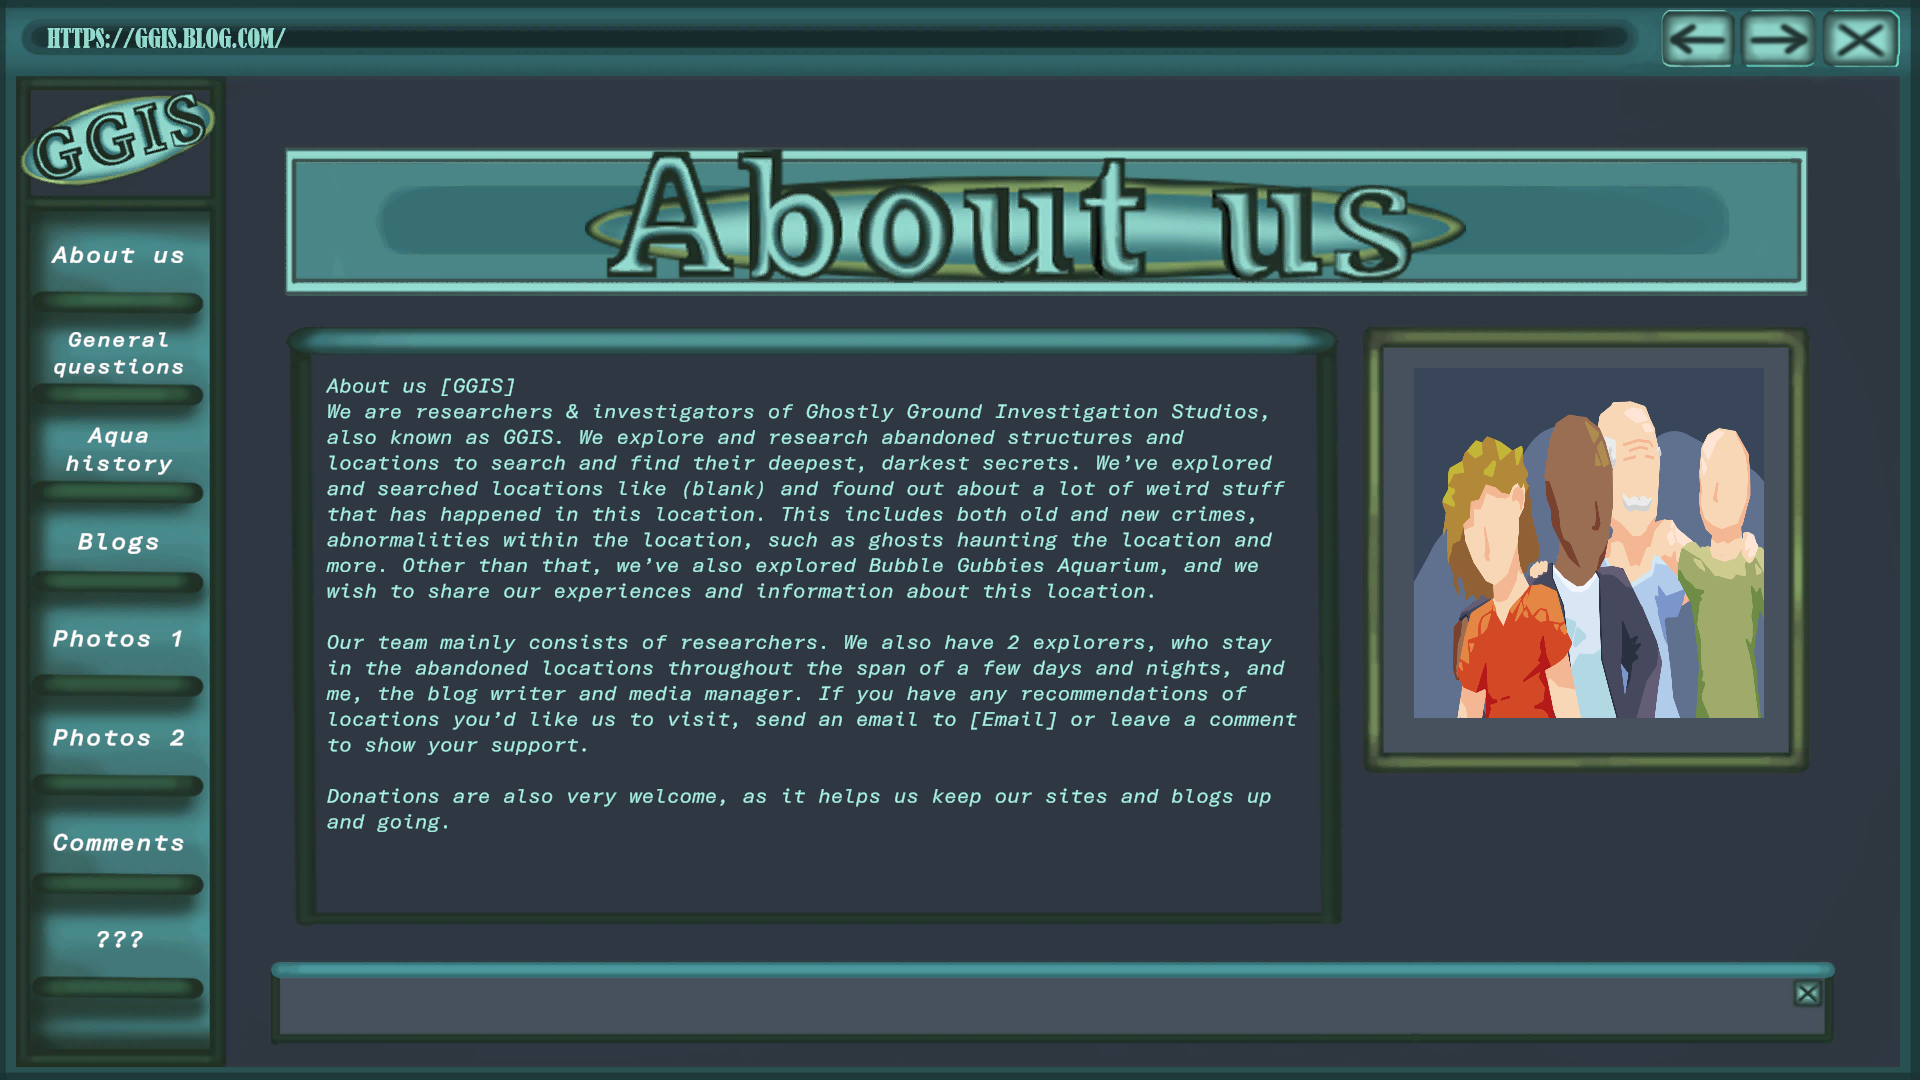 HTTPS://GGIS.BLOG.COM/
GGIS
About us
About us
General
questions
Aqua
history
Blogs
Photos 1
Photos 2
Comments
???
About us [GGIS]
We are researchers & investigators of Ghostly Ground Investigation Studios,
also known as GGIS. We explore and research abandoned structures and
locations to search and find their deepest, darkest secrets. We’ve explored
and searched locations like (blank) and found out about a lot of weird stuff
that has happened in this location. This includes both old and new crimes,
abnormalities within the location, such as ghosts haunting the location and
more. Other than that, we’ve also explored Bubble Gubbies Aquarium, and we
wish to share our experiences and information about this location.
Our team mainly consists of researchers. We also have 2 explorers, who stay
in the abandoned locations throughout the span of a few days and nights, and
me, the blog writer and media manager. If you have any recommendations of
locations you’d like us to visit, send an email to [Email] or leave a comment
to show your support.
Donations are also very welcome, as it helps us keep our sites and blogs up
and going.